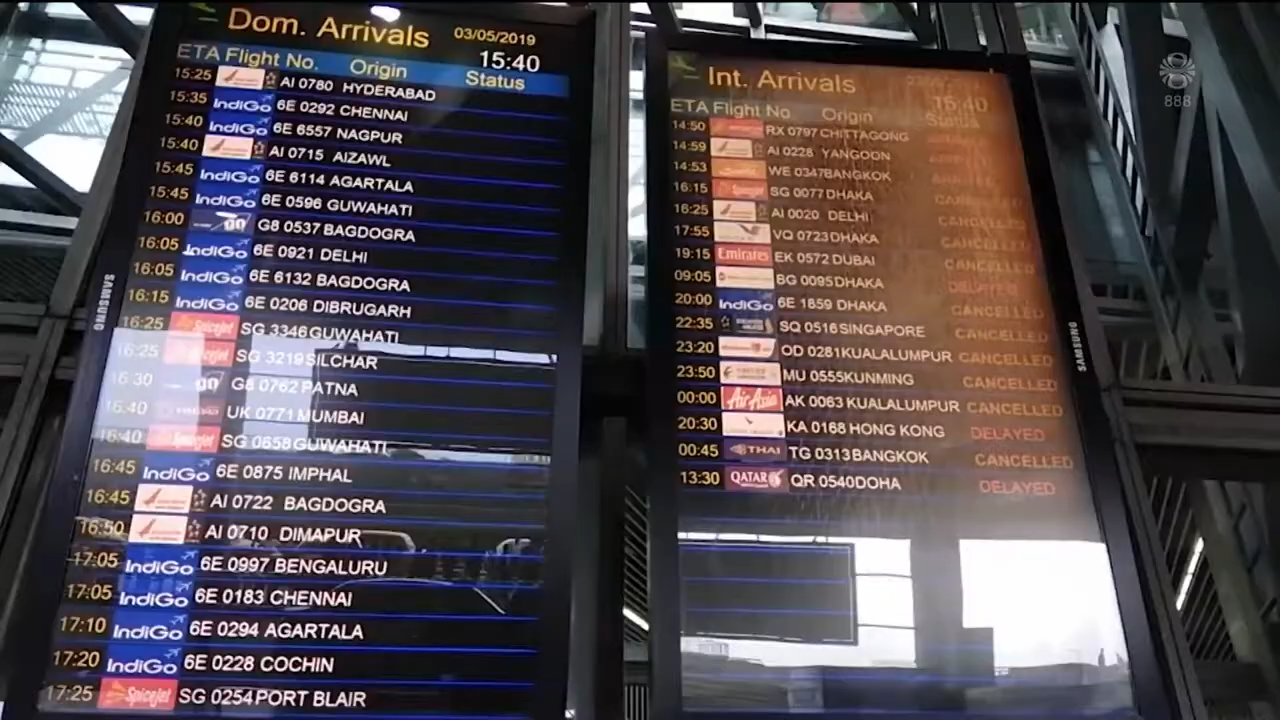 Dom. Arrivals
03/05/2019
15:40
ETA Flight No. Origin Status
15:25 AI 0780 HYDERABAD
15:35 IndiGo 6E 0292 CHENNAI
15:40 IndiGo 6E 6557 NAGPUR
15:40 AI 0715 AIZAWL
15:45 IndiGo 6E 6114 AGARTALA
15:45 IndiGo 6E 0596 GUWAHATI
16:00 GO G8 0537 BAGDOGRA
16:05 IndiGo 6E 0921 DELHI
16:05 IndiGo 6E 6132 BAGDOGRA
16:15 IndiGo 6E 0206 DIBRUGARH
16:25 SpiceJet SG 3346 GUWAHATI
16:25 SpiceJet SG 3219 SILCHAR
16:30 GO G8 0762 PATNA
16:40 UK 0771 MUMBAI
16:40 SpiceJet SG 0658 GUWAHATI
16:45 IndiGo 6E 0875 IMPHAL
16:45 AI 0722 BAGDOGRA
16:50 AI 0710 DIMAPUR
17:05 IndiGo 6E 0997 BENGALURU
17:05 IndiGo 6E 0183 CHENNAI
17:10 IndiGo 6E 0294 AGARTALA
17:20 IndiGo 6E 0228 COCHIN
17:25 SpiceJet SG 0254 PORT BLAIR
SAMSUNG
Int. Arrivals
15:40
ETA Flight No Origin Status
14:50 RX 0797 CHITTAGONG
14:59 AI 0228 YANGOON
14:53 WE 0347 BANGKOK
16:15 SpiceJet SG 0077 DHAKA CANCELLED
16:25 AI 0020 DELHI CANCELLED
17:55 VQ 0723 DHAKA CANCELLED
19:15 Emirates EK 0572 DUBAI CANCELLED
09:05 BG 0095 DHAKA DELAYED
20:00 IndiGo 6E 1859 DHAKA CANCELLED
22:35 SQ 0516 SINGAPORE CANCELLED
23:20 OD 0281 KUALALUMPUR CANCELLED
23:50 MU 0555 KUNMING CANCELLED
00:00 AirAsia AK 0063 KUALALUMPUR CANCELLED
20:30 KA 0168 HONG KONG DELAYED
00:45 THAI TG 0313 BANGKOK CANCELLED
13:30 QATAR QR 0540 DOHA DELAYED
SAMSUNG
888